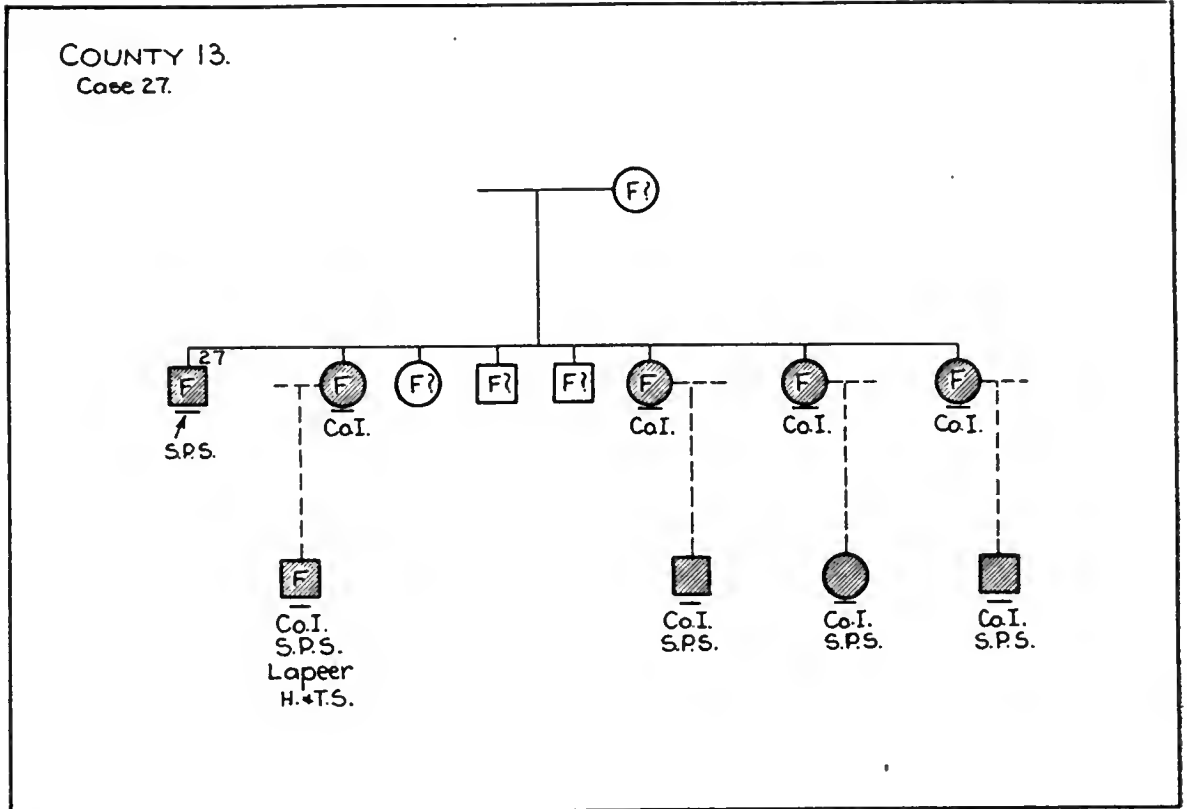 COUNTY 13.
Case 27.
F?
27
F
F
F?
F?
F?
F
F
F
S.P.S.
Co.I.
Co.I.
Co.I.
Co.I.
F
Co.I.
S.P.S.
Lapeer
H.&T.S.
Co.I.
S.P.S.
Co.I.
S.P.S.
Co.I.
S.P.S.